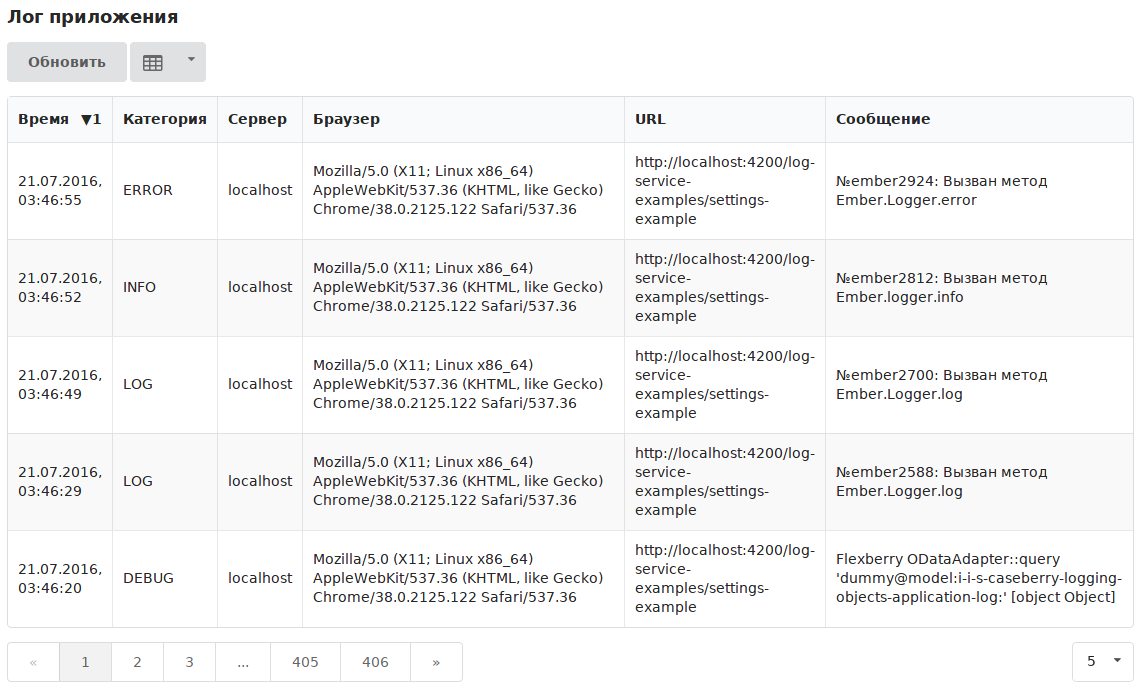 Лог приложения
Обновить
Время ▼1 Категория Сервер Браузер URL Сообщение
21.07.2016,
03:46:55
ERROR
localhost
Mozilla/5.0 (X11; Linux x86_64)
AppleWebKit/537.36 (KHTML, like Gecko)
Chrome/38.0.2125.122 Safari/537.36
http://localhost:4200/log-
service-
examples/settings-
example
№ember2924: Вызван метод
Ember.Logger.error
21.07.2016,
03:46:52
INFO
localhost
Mozilla/5.0 (X11; Linux x86_64)
AppleWebKit/537.36 (KHTML, like Gecko)
Chrome/38.0.2125.122 Safari/537.36
http://localhost:4200/log-
service-
examples/settings-
example
№ember2812: Вызван метод
Ember.logger.info
21.07.2016,
03:46:49
LOG
localhost
Mozilla/5.0 (X11; Linux x86_64)
AppleWebKit/537.36 (KHTML, like Gecko)
Chrome/38.0.2125.122 Safari/537.36
http://localhost:4200/log-
service-
examples/settings-
example
№ember2700: Вызван метод
Ember.Logger.log
21.07.2016,
03:46:29
LOG
localhost
Mozilla/5.0 (X11; Linux x86_64)
AppleWebKit/537.36 (KHTML, like Gecko)
Chrome/38.0.2125.122 Safari/537.36
http://localhost:4200/log-
service-
examples/settings-
example
№ember2588: Вызван метод
Ember.Logger.log
21.07.2016,
03:46:20
DEBUG
localhost
Mozilla/5.0 (X11; Linux x86_64)
AppleWebKit/537.36 (KHTML, like Gecko)
Chrome/38.0.2125.122 Safari/537.36
http://localhost:4200/log-
service-
examples/settings-
example
Flexberry ODataAdapter::query
'dummy@model:i-i-s-caseberry-logging-
objects-application-log:' [object Object]
« 1 2 3 ... 405 406 » 5